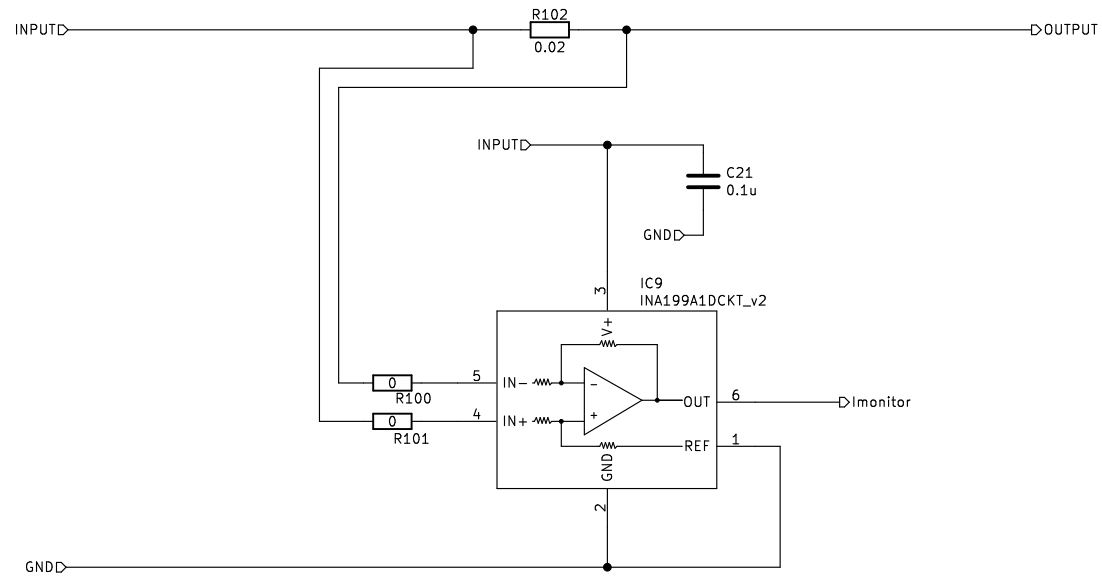 R102
INPUT
OUTPUT
0.02
INPUT
C21
0.1u
GND
IC9
INA199A1DCKT_v2
3
V+
5
IN-
0
R100
-
4
IN+
0
R101
+
OUT
6
Imonitor
REF
1
GND
2
GND